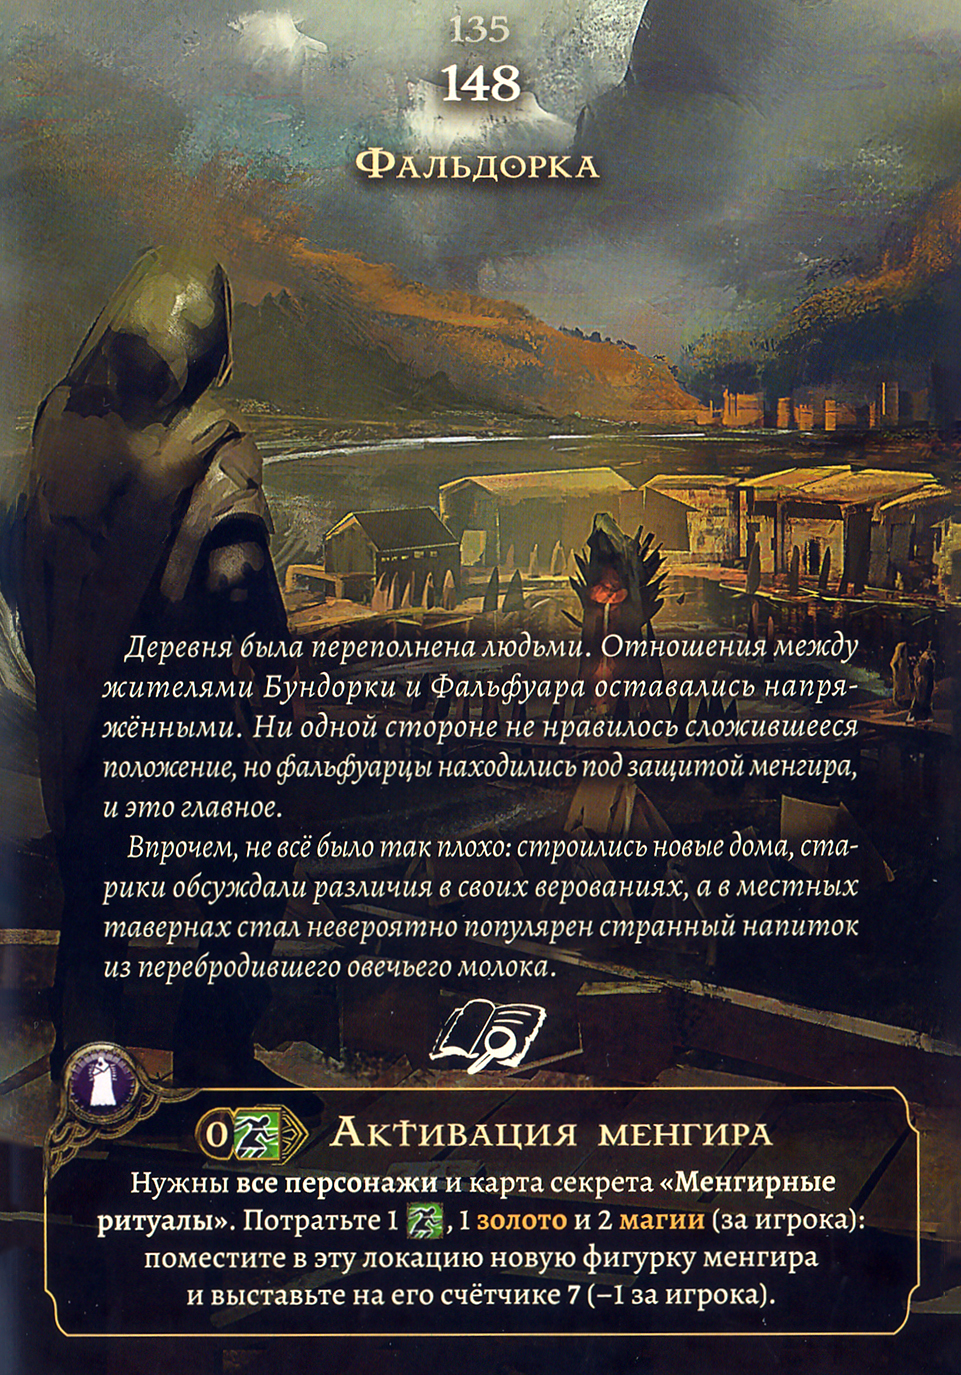 135
148
Фальдорка
Деревня была переполнена людьми. Отношения между
жителями Бундорки и Фальфуара оставались напря-
жёнными. Ни одной стороне не нравилось сложившееся
положение, но фальфуарцы находились под защитой менгира,
и это главное.
Впрочем, не всё было так плохо: строились новые дома, ста-
рики обсуждали различия в своих верованиях, а в местных
тавернах стал невероятно популярен странный напиток
из перебродившего овечьего молока.
0 Активация менгира
Нужны все персонажи и карта секрета «Менгирные
ритуалы». Потратьте 1 , 1 золото и 2 магии (за игрока):
поместите в эту локацию новую фигурку менгира
и выставьте на его счётчике 7 (−1 за игрока).